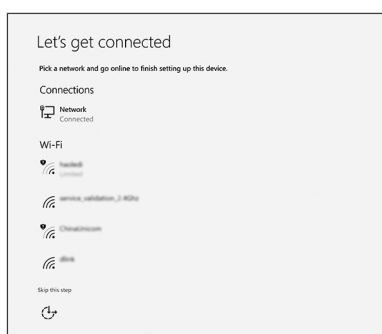 Let's get connected
Pick a network and go online to finish setting up this device.
Connections
Network
Connected
Wi-Fi
service_validation_2.4Ghz
ChinaUnicom
dlink
Skip this step